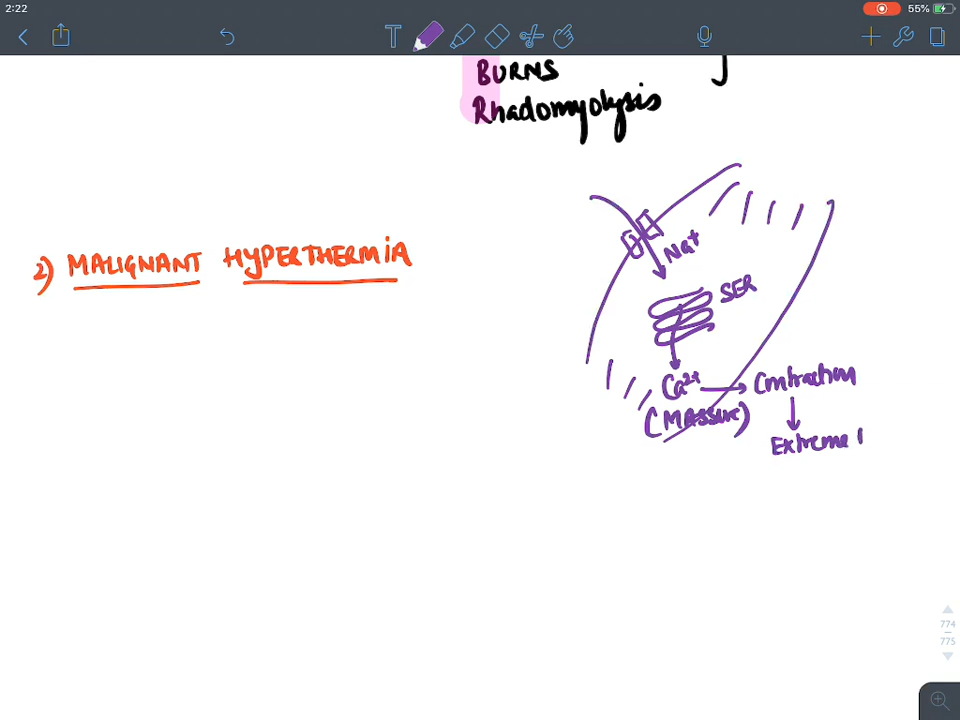 2:22
55%
T
BURNS
Rhadomyolysis
2) MALIGNANT HYPERTHERMIA
Na+
SER
Ca2+ → Contraction
(MASSIVE)
Extreme
774
775